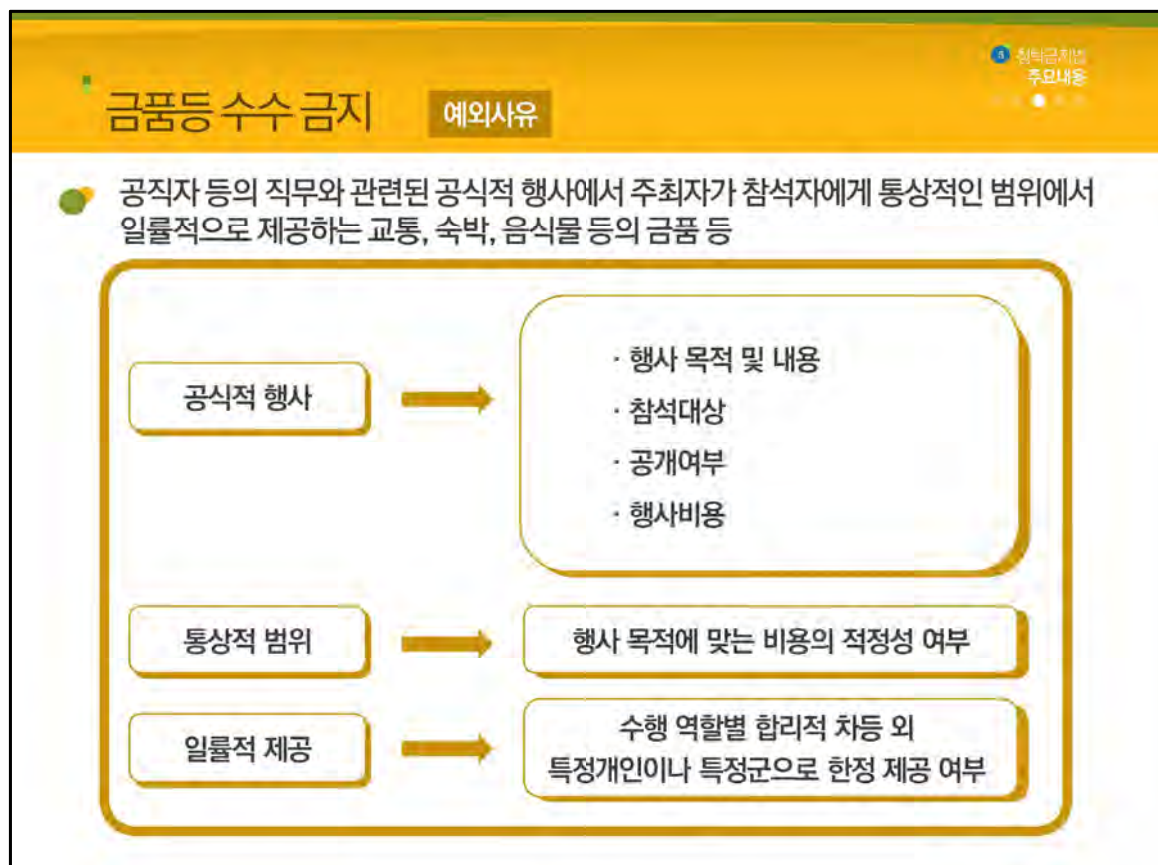 청탁금지법
주요내용
금품등 수수 금지
예외사유
공직자 등의 직무와 관련된 공식적 행사에서 주최자가 참석자에게 통상적인 범위에서
일률적으로 제공하는 교통, 숙박, 음식물 등의 금품 등
공식적 행사
· 행사 목적 및 내용
· 참석대상
· 공개여부
· 행사비용
통상적 범위
행사 목적에 맞는 비용의 적정성 여부
일률적 제공
수행 역할별 합리적 차등 외
특정개인이나 특정군으로 한정 제공 여부